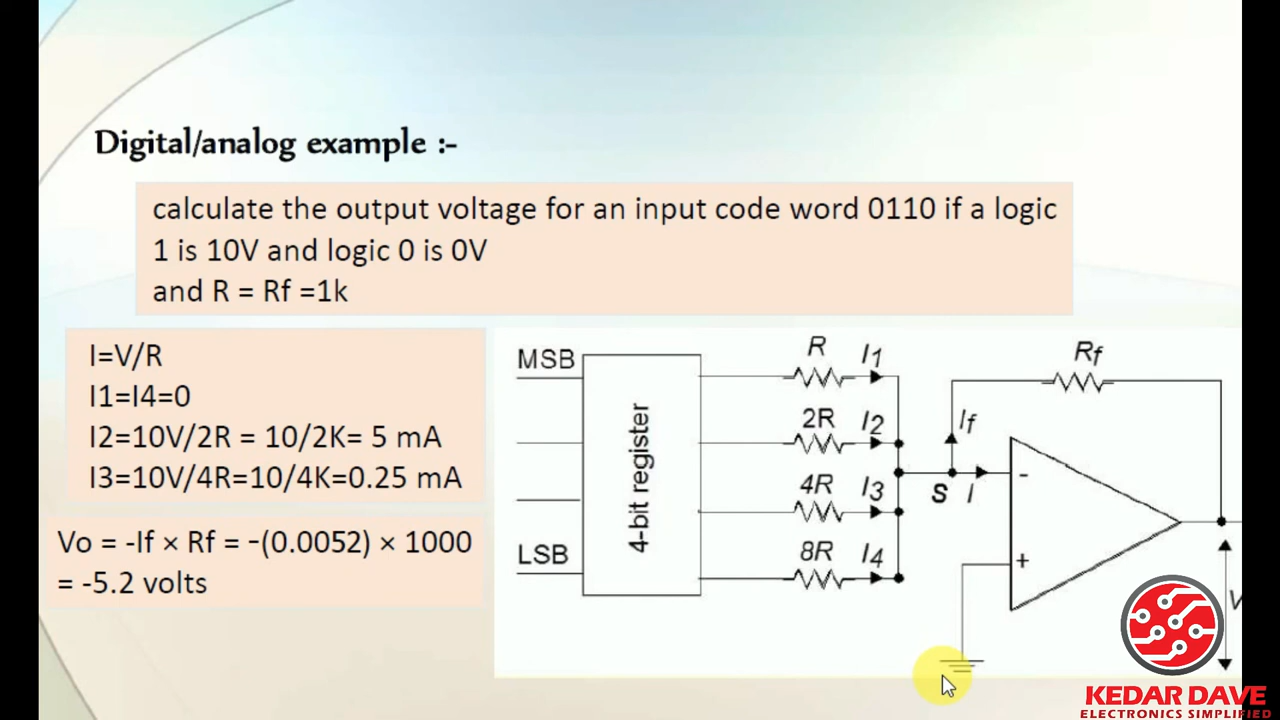 Digital/analog example :-
calculate the output voltage for an input code word 0110 if a logic
1 is 10V and logic 0 is 0V
and R = Rf =1k
I=V/R
I1=I4=0
I2=10V/2R = 10/2K= 5 mA
I3=10V/4R=10/4K=0.25 mA
Vo = -If × Rf = -(0.0052) × 1000
= -5.2 volts
MSB
LSB
4-bit register
R I1
2R I2
4R I3
8R I4
If
Rf
S I
-
+
V
KEDAR DAVE
ELECTRONICS SIMPLIFIED